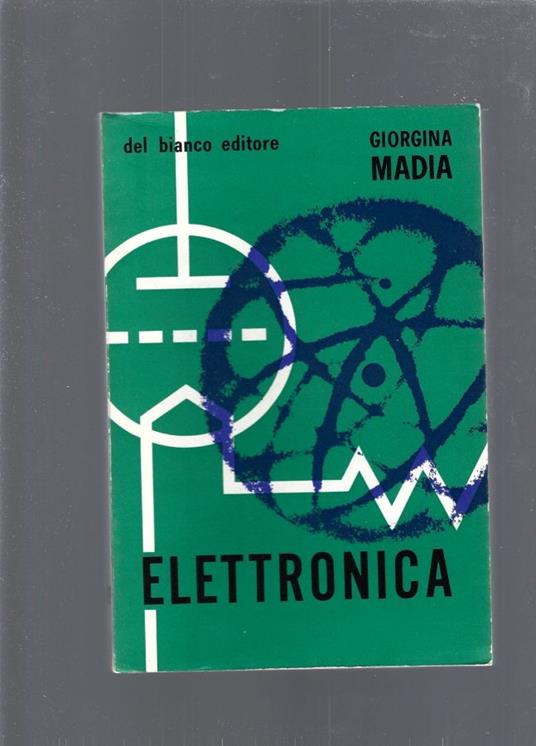 del bianco editore
GIORGINA
MADIA
ELETTRONICA